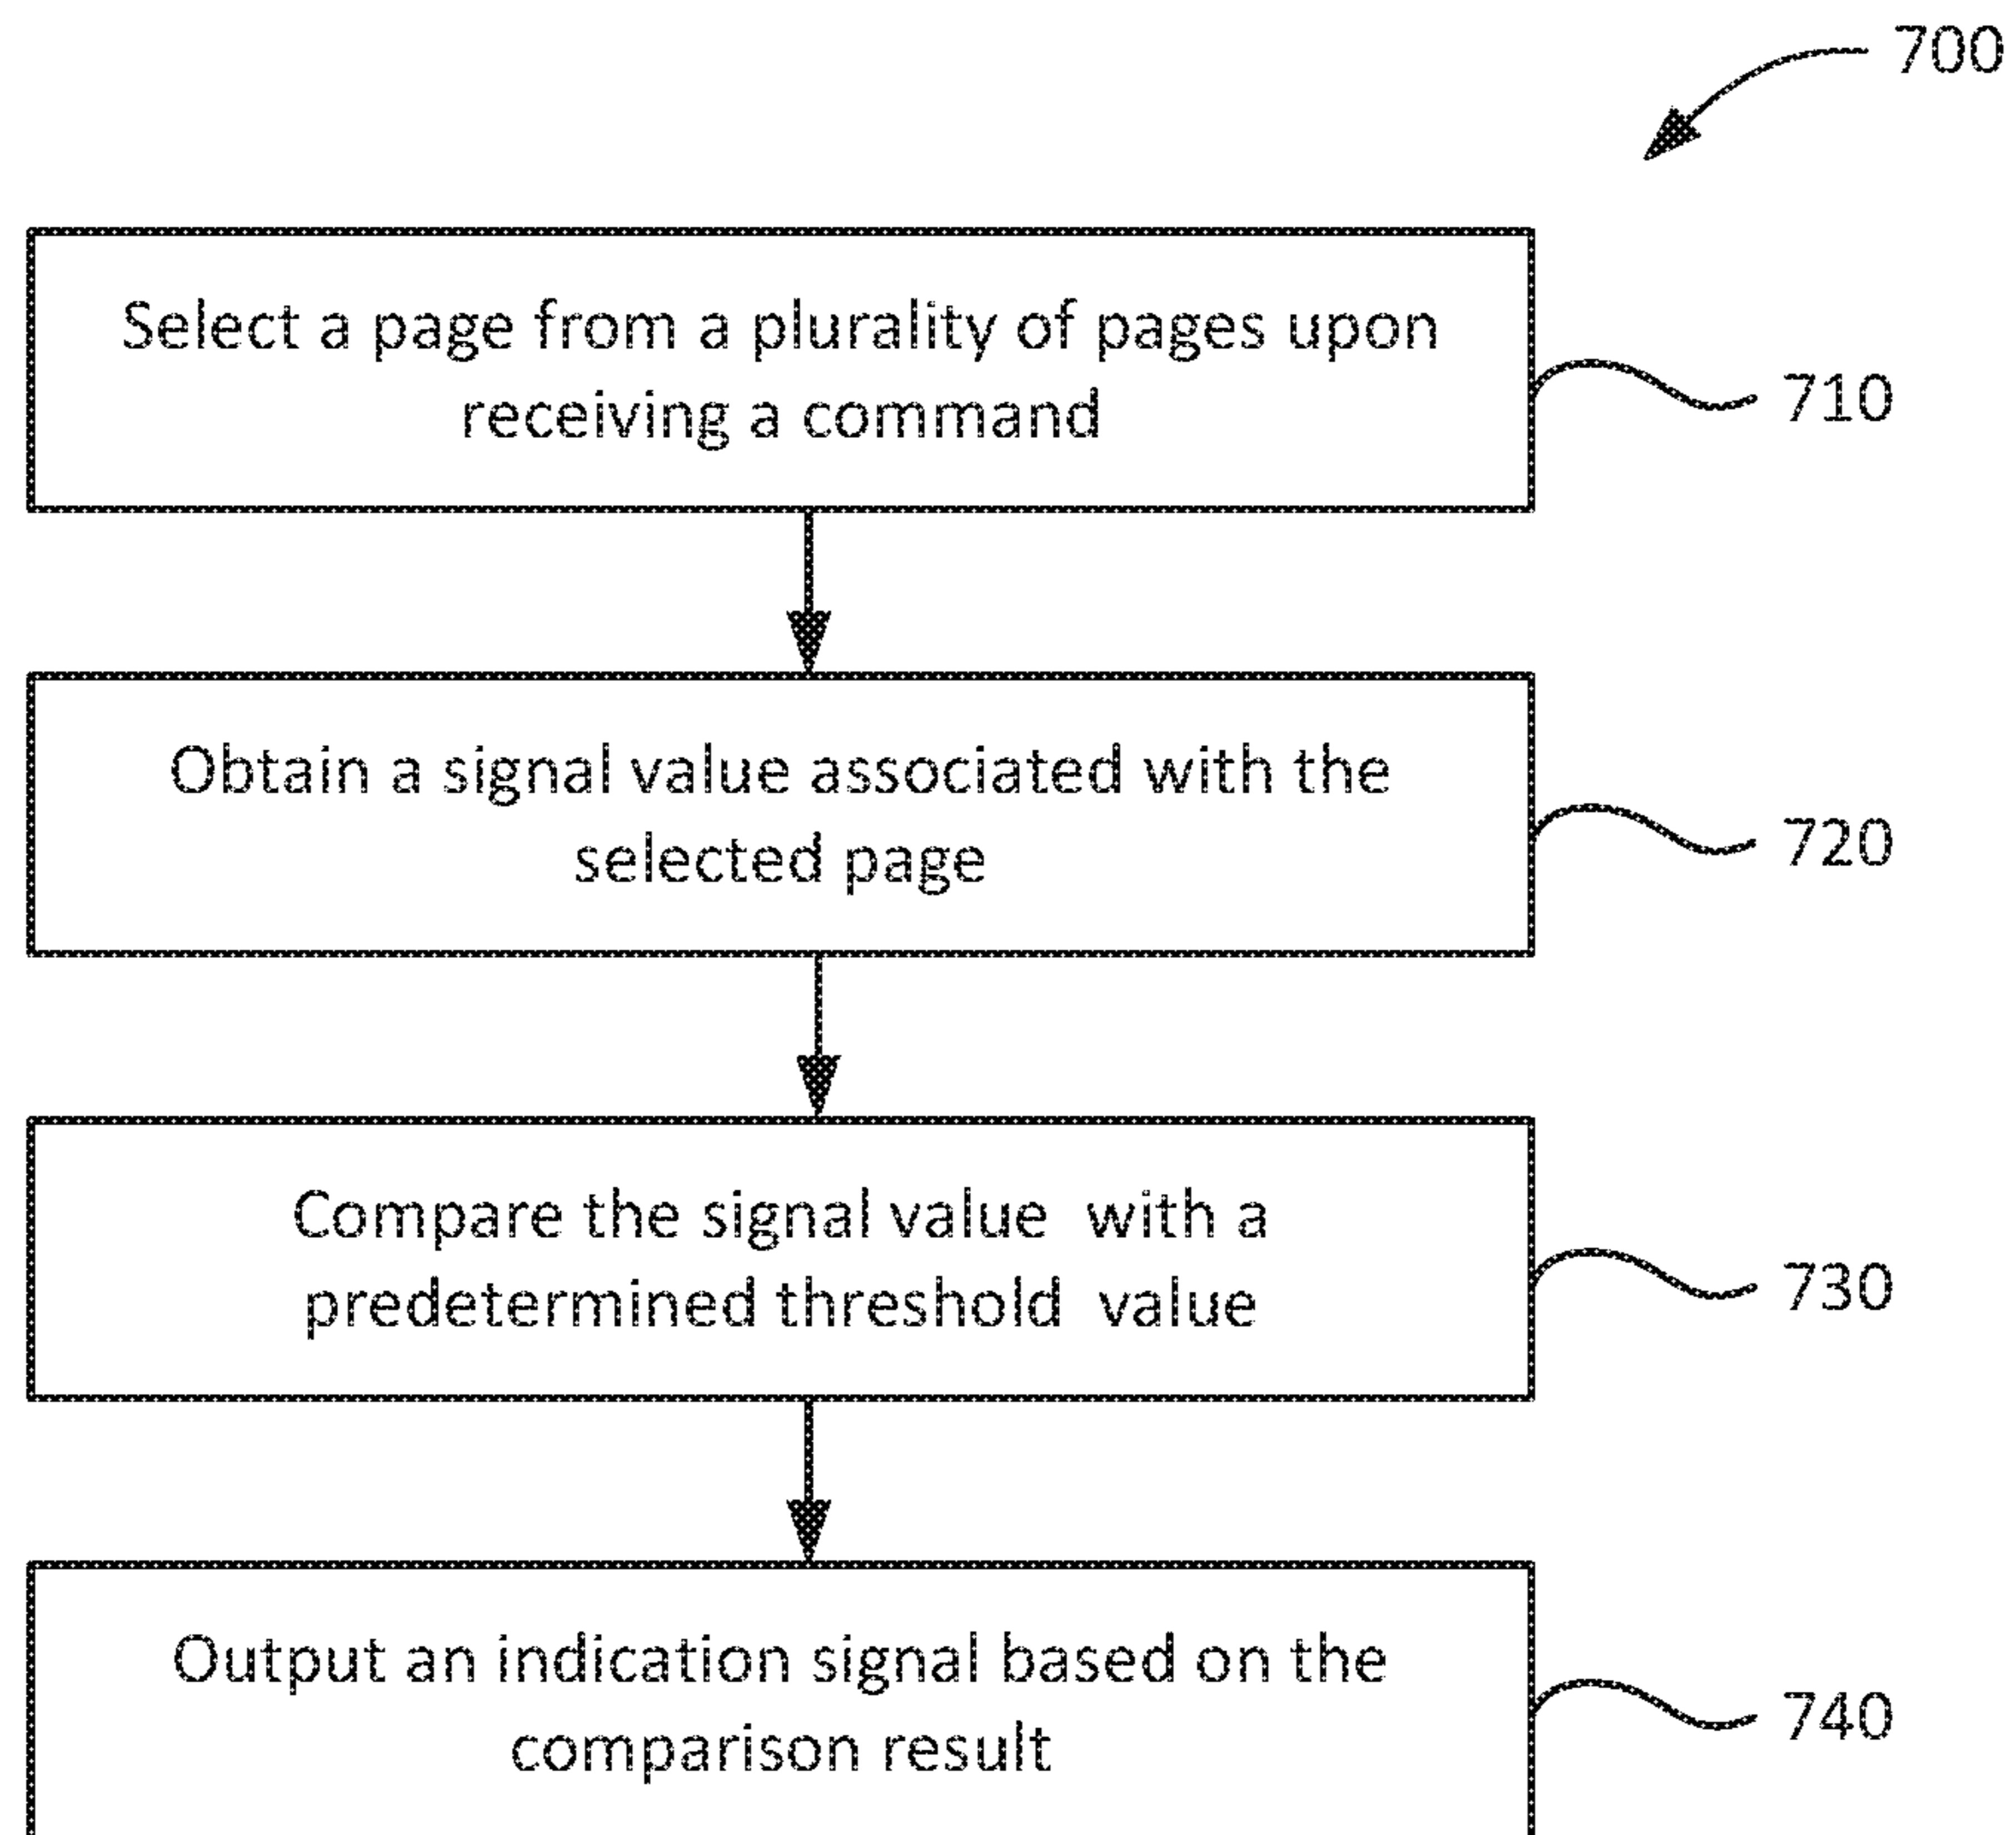 700
Select a page from a plurality of pages upon
receiving a command
710
Obtain a signal value associated with the
selected page
720
Compare the signal value  with a
predetermined threshold  value
730
Output an indication signal based on the
comparison result
740